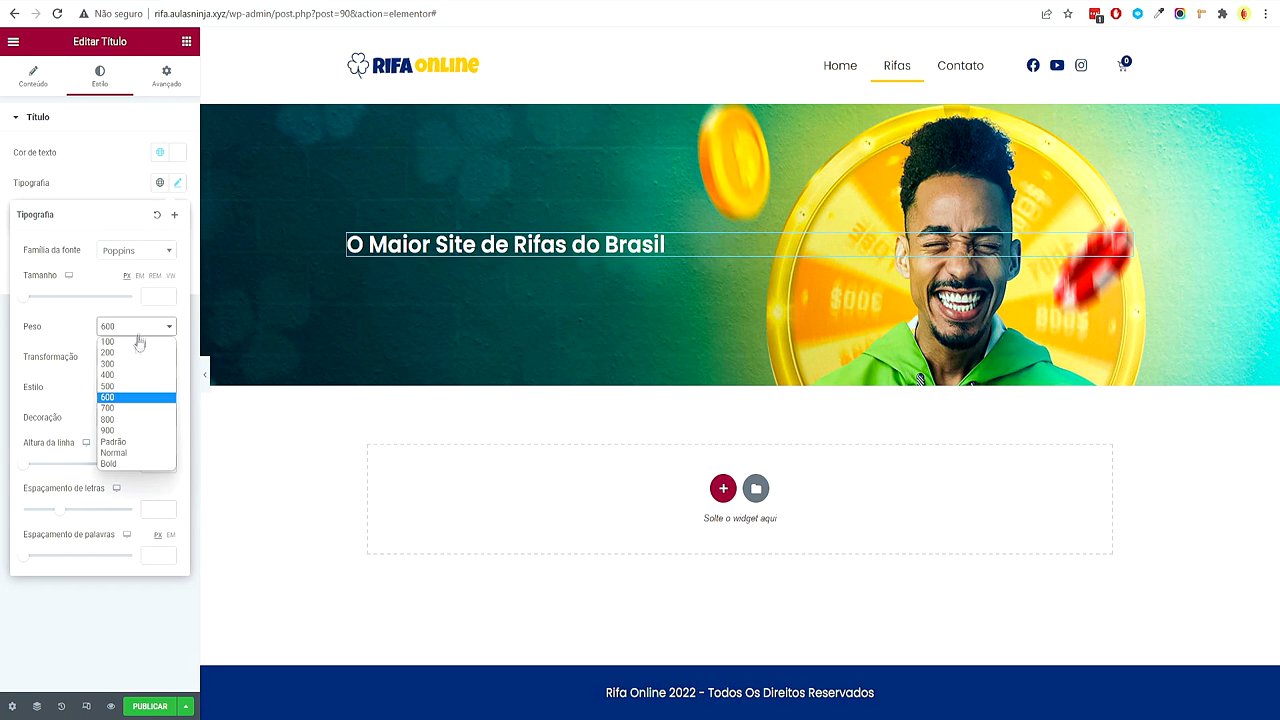 Não seguro
rifa.aulasninja.xyz/wp-admin/post.php?post=90&action=elementor#
1
Editar Título
Conteúdo
Estilo
Avançado
Título
Cor de texto
Tipografia
Tipografia
Família da fonte
Poppins
Tamanho
PX EM REM VW
Peso
600
100
200
300
400
500
600
700
800
900
Padrão
Normal
Bold
Transformação
Estilo
Decoração
Altura da linha
Espaçamento de letras
Espaçamento de palavras
PX EM
PUBLICAR
RIFA ONLINE
Home
Rifas
Contato
0
O Maior Site de Rifas do Brasil
Solte o widget aqui
Rifa Online 2022 - Todos Os Direitos Reservados